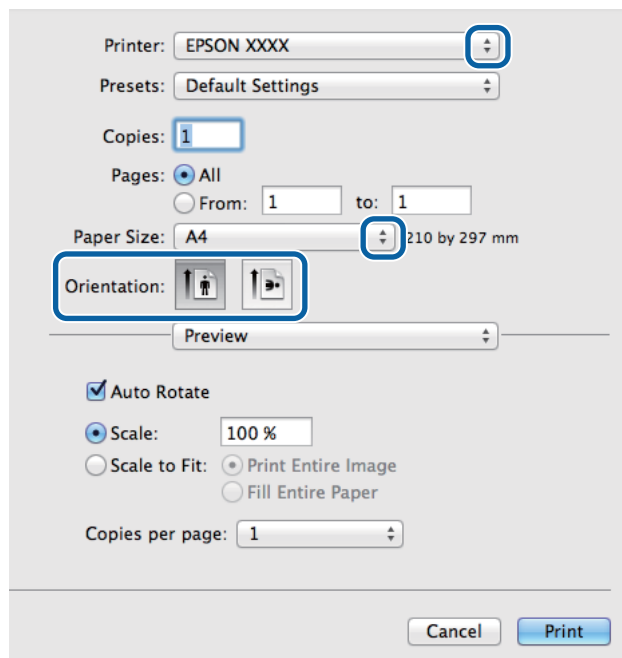 Printer: EPSON XXXX
Presets: Default Settings
Copies: 1
Pages: All
From: 1 to: 1
Paper Size: A4 210 by 297 mm
Orientation:
Preview
Auto Rotate
Scale: 100 %
Scale to Fit: Print Entire Image
Fill Entire Paper
Copies per page: 1
Cancel Print